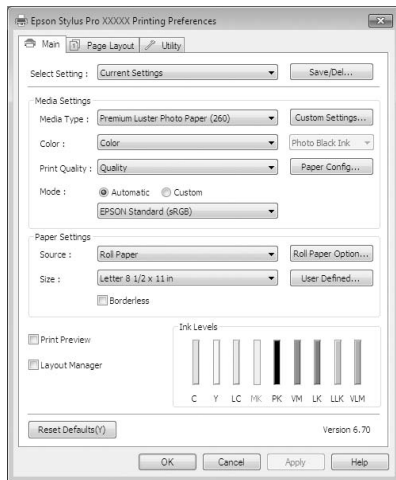 Epson Stylus Pro XXXXX Printing Preferences
Main Page Layout Utility
Select Setting : Current Settings Save/Del...
Media Settings
Media Type : Premium Luster Photo Paper (260) Custom Settings...
Color : Color Photo Black Ink
Print Quality : Quality Paper Config...
Mode : Automatic Custom
EPSON Standard (sRGB)
Paper Settings
Source : Roll Paper Roll Paper Option...
Size : Letter 8 1/2 x 11 in User Defined...
Borderless
Print Preview
Layout Manager
Ink Levels
C Y LC MK PK VM LK LLK VLM
Reset Defaults(Y) Version 6.70
OK Cancel Apply Help